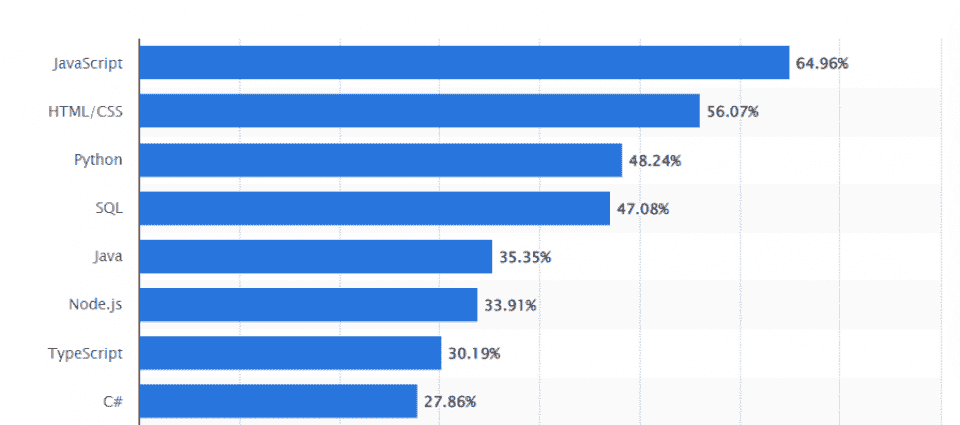 JavaScript 64.96%
HTML/CSS 56.07%
Python 48.24%
SQL 47.08%
Java 35.35%
Node.js 33.91%
TypeScript 30.19%
C# 27.86%